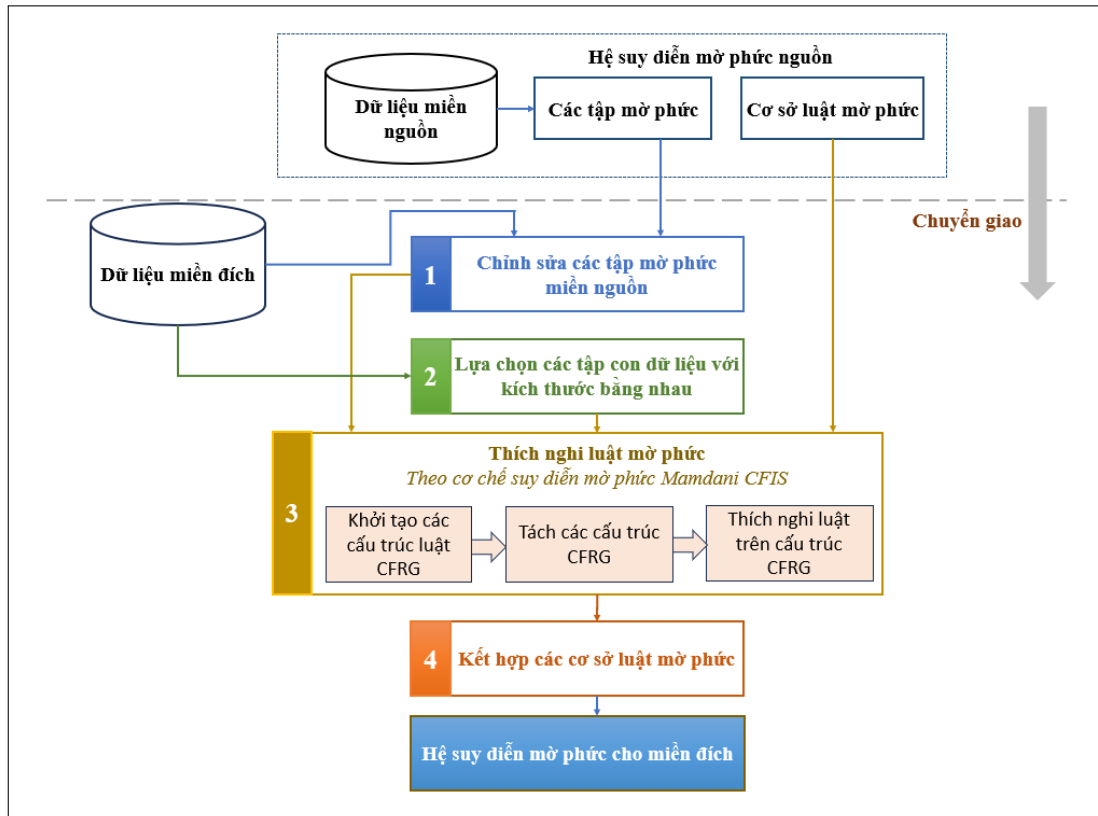 Hệ suy diễn mờ phức nguồn
Dữ liệu miền
nguồn
Các tập mờ phức
Cơ sở luật mờ phức
Chuyển giao
Dữ liệu miền đích
1
Chỉnh sửa các tập mờ phức
miền nguồn
2
Lựa chọn các tập con dữ liệu với
kích thước bằng nhau
3
Thích nghi luật mờ phức
Theo cơ chế suy diễn mờ phức Mamdani CFIS
Khởi tạo các
cấu trúc luật
CFRG
Tách các cấu trúc
CFRG
Thích nghi luật
trên cấu trúc
CFRG
4
Kết hợp các cơ sở luật mờ phức
Hệ suy diễn mờ phức cho miền đích